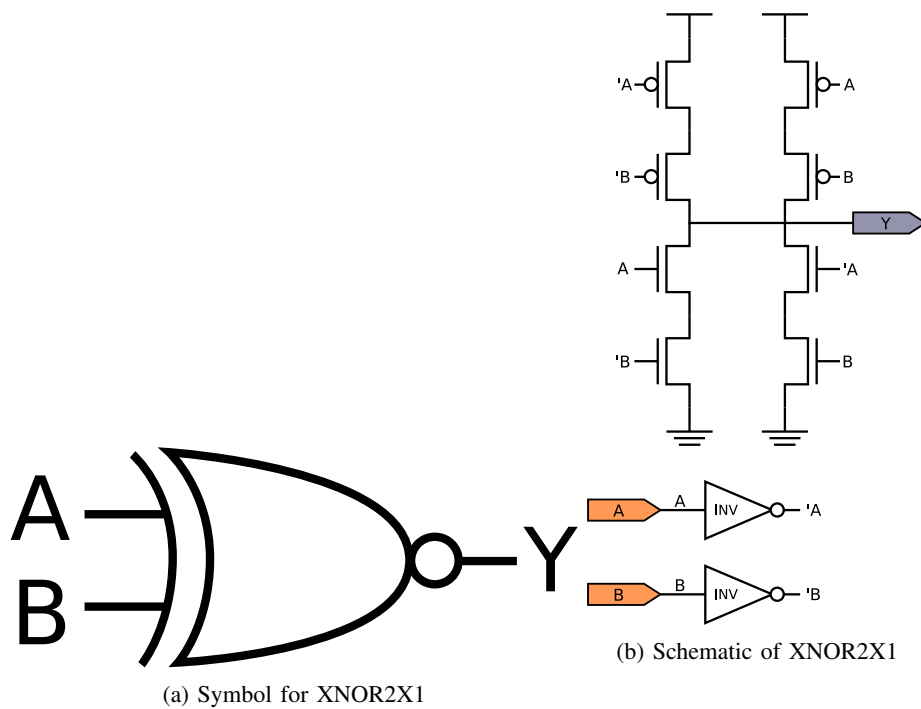 'A
A
'B
B
Y
A
'A
'B
B
A
B
Y
A
A
INV
'A
B
B
INV
'B
(a) Symbol for XNOR2X1
(b) Schematic of XNOR2X1